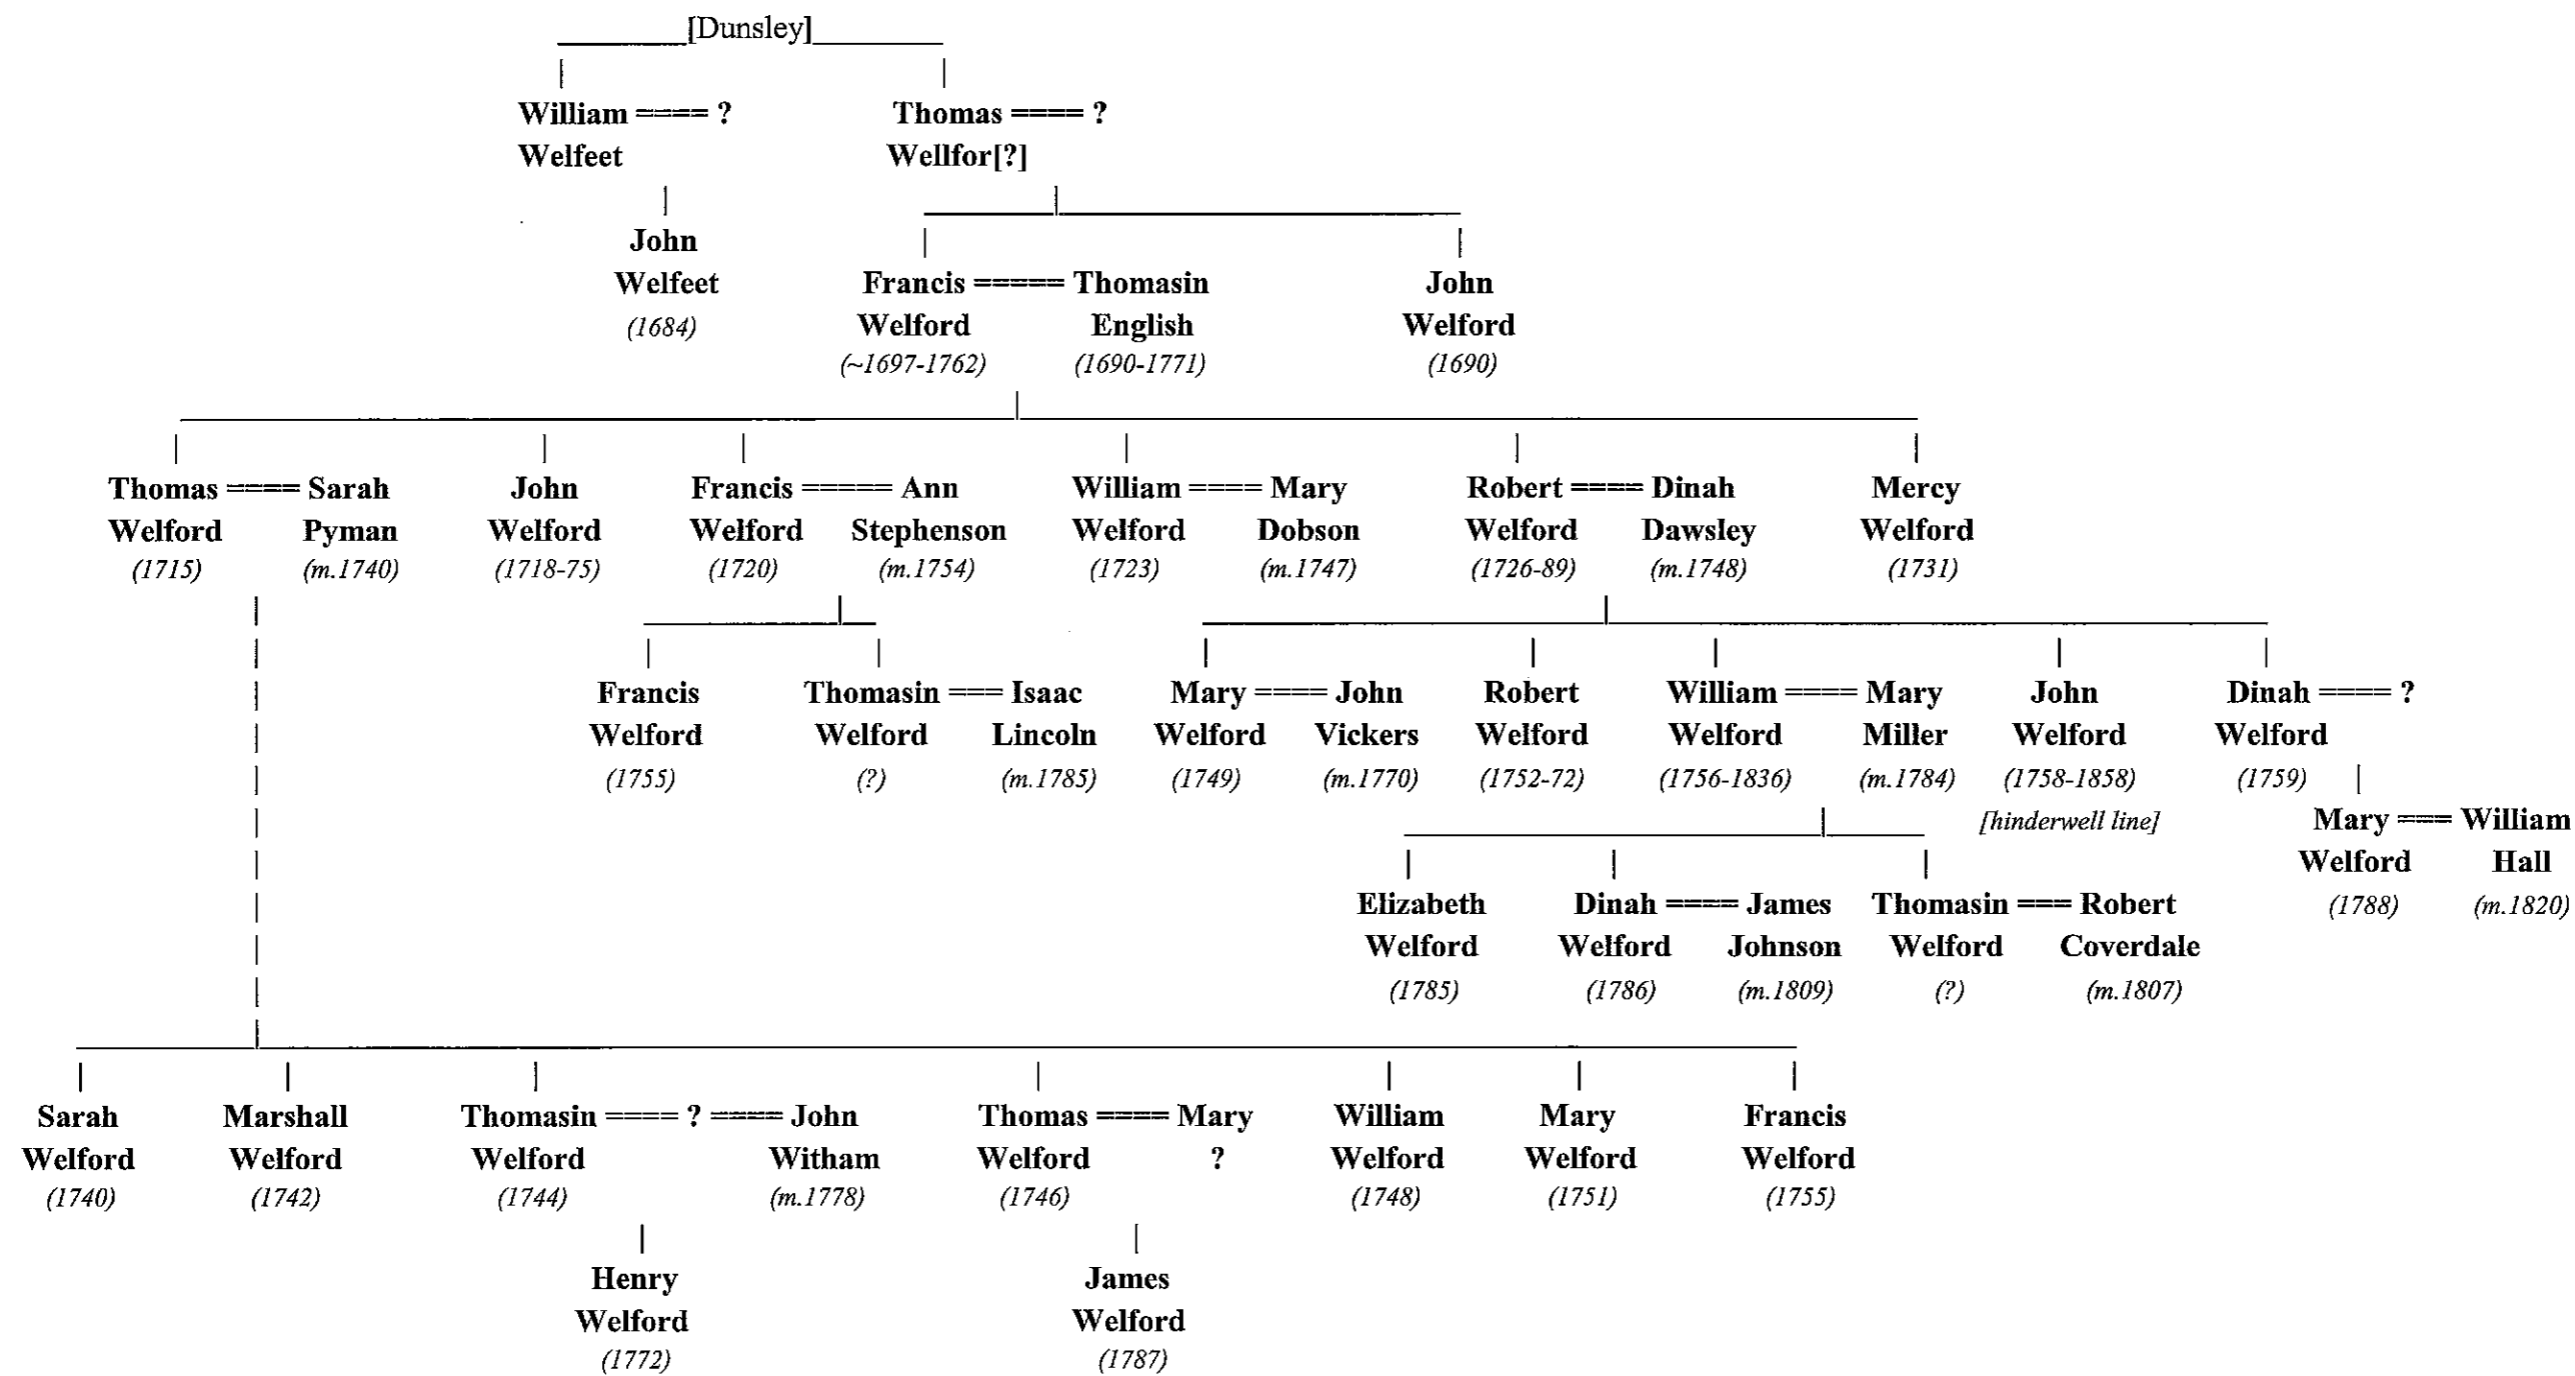 [Dunsley]
William ==== ? Thomas ==== ?
Welfeet Wellfor[?]
John
Welfeet Francis ===== Thomasin John
(1684) Welford English Welford
(~1697-1762) (1690-1771) (1690)
Thomas ==== Sarah John Francis ===== Ann William ==== Mary Robert ==== Dinah Mercy
Welford Pyman Welford Welford Stephenson Welford Dobson Welford Dawsley Welford
(1715) (m.1740) (1718-75) (1720) (m.1754) (1723) (m.1747) (1726-89) (m.1748) (1731)
Francis Thomasin === Isaac Mary ==== John Robert William ==== Mary John Dinah ==== ?
Welford Welford Lincoln Welford Vickers Welford Welford Miller Welford Welford
(1755) (?) (m.1785) (1749) (m.1770) (1752-72) (1756-1836) (m.1784) (1758-1858) (1759)
[hinderwell line] Mary === William
Welford Hall
Elizabeth Dinah ==== James Thomasin === Robert (1788) (m.1820)
Welford Welford Johnson Welford Coverdale
(1785) (1786) (m.1809) (?) (m.1807)
Sarah Marshall Thomasin ==== ? ==== John Thomas ==== Mary William Mary Francis
Welford Welford Welford Witham Welford ? Welford Welford Welford
(1740) (1742) (1744) (m.1778) (1746) (1748) (1751) (1755)
Henry James
Welford Welford
(1772) (1787)